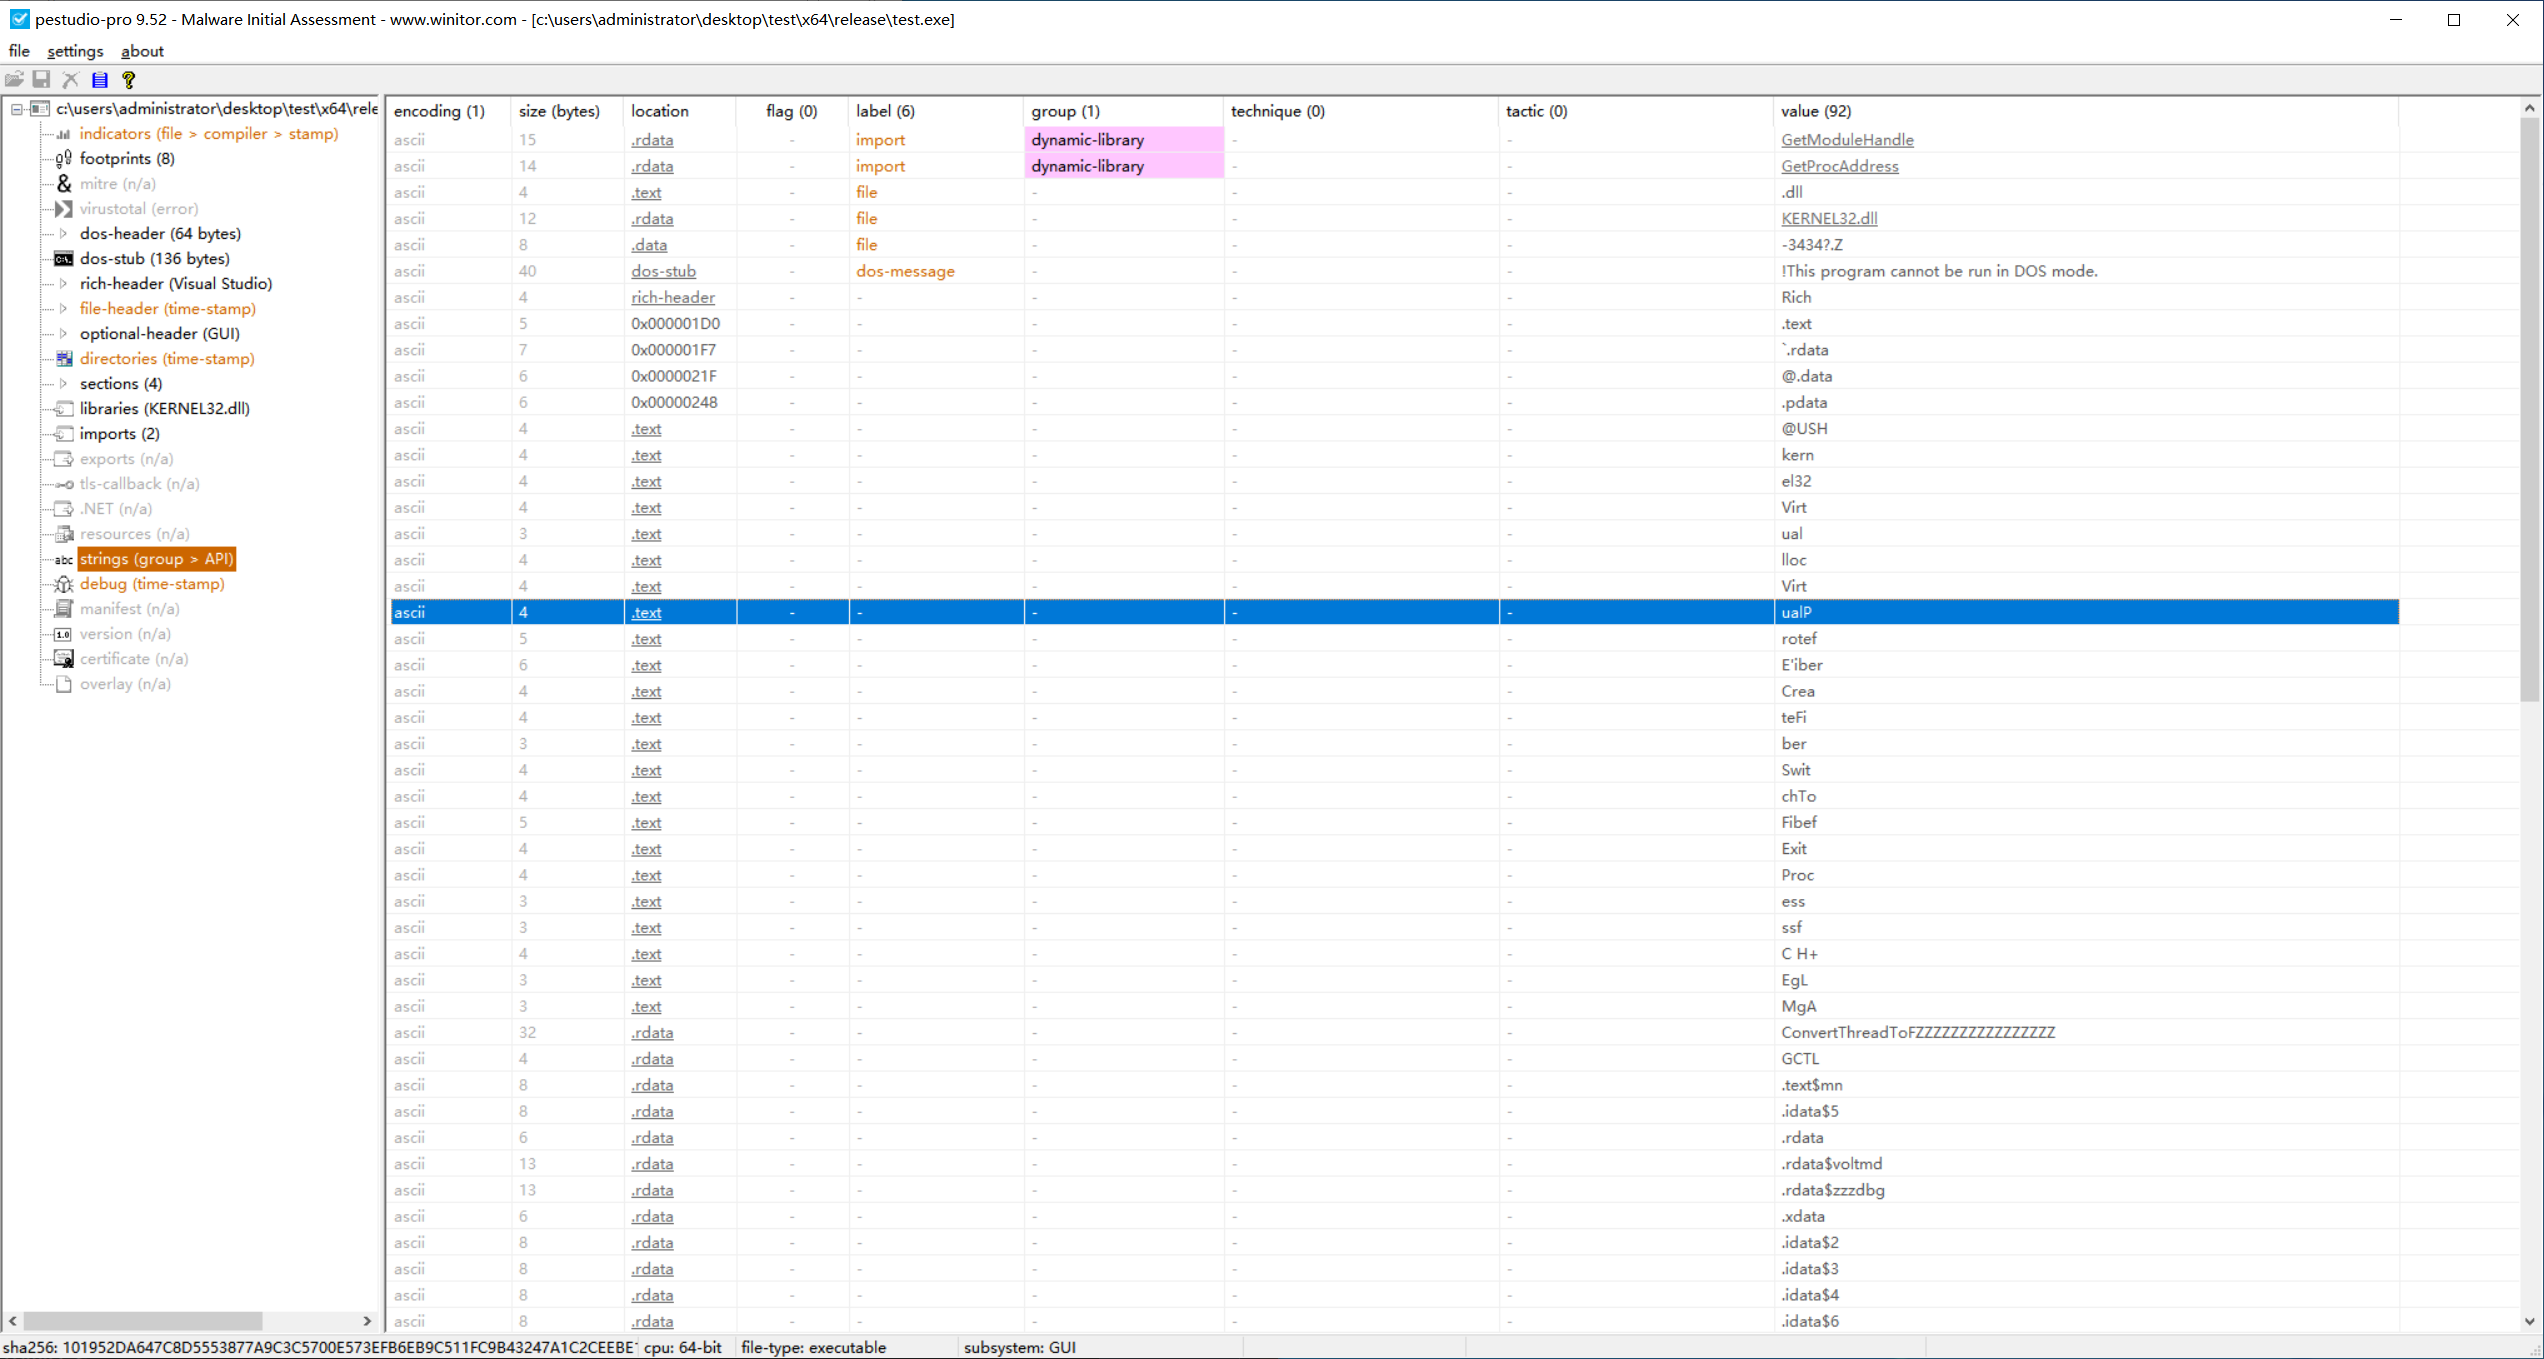 pestudio-pro 9.52 - Malware Initial Assessment - www.winitor.com - [c:\users\administrator\desktop\test\x64\release\test.exe]
file settings about
c:\users\administrator\desktop\test\x64\rele
indicators (file > compiler > stamp)
footprints (8)
mitre (n/a)
virustotal (error)
dos-header (64 bytes)
dos-stub (136 bytes)
rich-header (Visual Studio)
file-header (time-stamp)
optional-header (GUI)
directories (time-stamp)
sections (4)
libraries (KERNEL32.dll)
imports (2)
exports (n/a)
tls-callback (n/a)
.NET (n/a)
resources (n/a)
abc strings (group > API)
debug (time-stamp)
manifest (n/a)
1.0 version (n/a)
certificate (n/a)
overlay (n/a)
encoding (1) size (bytes) location flag (0) label (6) group (1) technique (0) tactic (0) value (92)
ascii 15 .rdata - import dynamic-library - - GetModuleHandle
ascii 14 .rdata - import dynamic-library - - GetProcAddress
ascii 4 .text - file - - - .dll
ascii 12 .rdata - file - - - KERNEL32.dll
ascii 8 .data - file - - - -3434?.Z
ascii 40 dos-stub - dos-message - - - !This program cannot be run in DOS mode.
ascii 4 rich-header - - - - - Rich
ascii 5 0x000001D0 - - - - - .text
ascii 7 0x000001F7 - - - - - `.rdata
ascii 6 0x0000021F - - - - - @.data
ascii 6 0x00000248 - - - - - .pdata
ascii 4 .text - - - - - @USH
ascii 4 .text - - - - - kern
ascii 4 .text - - - - - el32
ascii 4 .text - - - - - Virt
ascii 3 .text - - - - - ual
ascii 4 .text - - - - - lloc
ascii 4 .text - - - - - Virt
ascii 4 .text - - - - - ualP
ascii 5 .text - - - - - rotef
ascii 6 .text - - - - - E'iber
ascii 4 .text - - - - - Crea
ascii 4 .text - - - - - teFi
ascii 3 .text - - - - - ber
ascii 4 .text - - - - - Swit
ascii 4 .text - - - - - chTo
ascii 5 .text - - - - - Fibef
ascii 4 .text - - - - - Exit
ascii 4 .text - - - - - Proc
ascii 3 .text - - - - - ess
ascii 3 .text - - - - - ssf
ascii 4 .text - - - - - C H+
ascii 3 .text - - - - - EgL
ascii 3 .text - - - - - MgA
ascii 32 .rdata - - - - - ConvertThreadToFZZZZZZZZZZZZZZZZ
ascii 4 .rdata - - - - - GCTL
ascii 8 .rdata - - - - - .text$mn
ascii 8 .rdata - - - - - .idata$5
ascii 6 .rdata - - - - - .rdata
ascii 13 .rdata - - - - - .rdata$voltmd
ascii 13 .rdata - - - - - .rdata$zzzdbg
ascii 6 .rdata - - - - - .xdata
ascii 8 .rdata - - - - - .idata$2
ascii 8 .rdata - - - - - .idata$3
ascii 8 .rdata - - - - - .idata$4
ascii 8 .rdata - - - - - .idata$6
sha256: 101952DA647C8D5553877A9C3C5700E573EFB6EB9C511FC9B43247A1C2CEEBE cpu: 64-bit file-type: executable subsystem: GUI